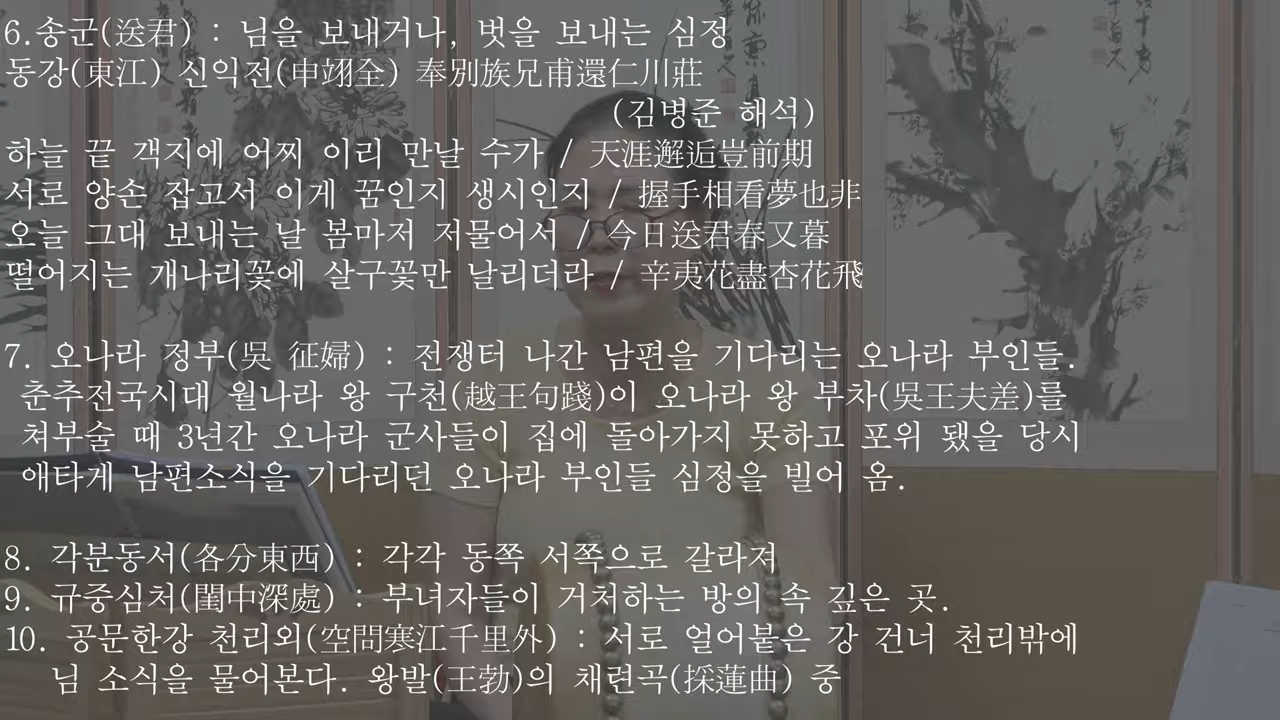 6.송군(送君) : 님을 보내거나, 벗을 보내는 심정
동강(東江) 신익전(申翊全) 奉別族兄甫還仁川莊
(김병준 해석)
하늘 끝 객지에 어찌 이리 만날 수가 / 天涯邂逅豈前期
서로 양손 잡고서 이게 꿈인지 생시인지 / 握手相看夢也非
오늘 그대 보내는 날 봄마저 저물어서 / 今日送君春又暮
떨어지는 개나리꽃에 살구꽃만 날리더라 / 辛夷花盡杏花飛
7. 오나라 정부(吳 征婦) : 전쟁터 나간 남편을 기다리는 오나라 부인들.
춘추전국시대 월나라 왕 구천(越王句踐)이 오나라 왕 부차(吳王夫差)를
쳐부술 때 3년간 오나라 군사들이 집에 돌아가지 못하고 포위 됐을 당시
애타게 남편소식을 기다리던 오나라 부인들 심정을 빌어 옴.
8. 각분동서(各分東西) : 각각 동쪽 서쪽으로 갈라져
9. 규중심처(閨中深處) : 부녀자들이 거처하는 방의 속 깊은 곳.
10. 공문한강 천리외(空問寒江千里外) : 서로 얼어붙은 강 건너 천리밖에
님 소식을 물어본다. 왕발(王勃)의 채련곡(採蓮曲) 중